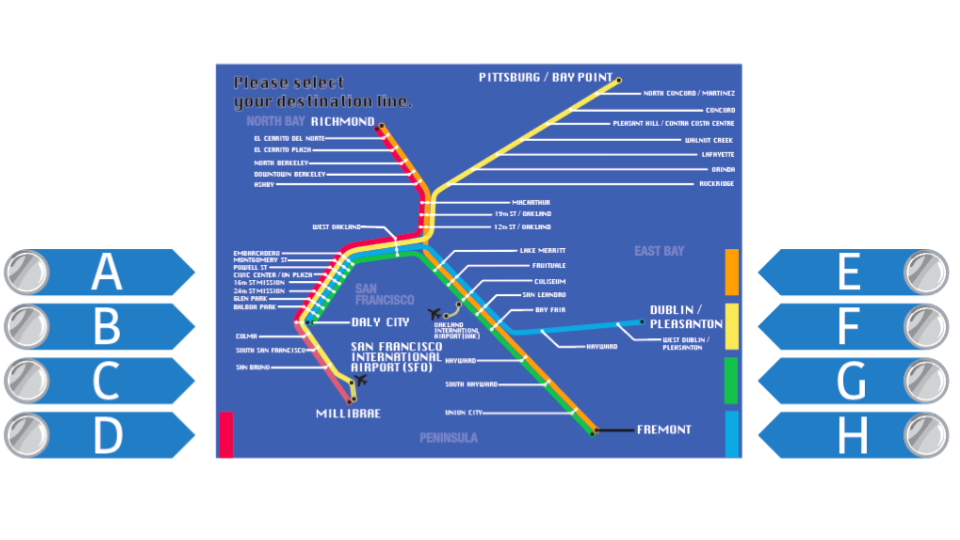 Please select
your destination line.
PITTSBURG / BAY POINT
NORTH CONCORD / MARTINEZ
CONCORD
PLEASANT HILL / CONTRA COSTA CENTRE
WALNUT CREEK
LAFAYETTE
ORINDA
ROCKRIDGE
NORTH BAY
RICHMOND
EL CERRITO DEL NORTE
EL CERRITO PLAZA
NORTH BERKELEY
DOWNTOWN BERKELEY
ASHBY
MACARTHUR
19TH ST / OAKLAND
12TH ST / OAKLAND
WEST OAKLAND
EMBARCADERO
MONTGOMERY ST
POWELL ST
CIVIC CENTER / UN PLAZA
16TH ST MISSION
24TH ST MISSION
GLEN PARK
BALBOA PARK
SAN
FRANCISCO
EAST BAY
LAKE MERRITT
FRUITVALE
COLISEUM
SAN LEANDRO
BAY FAIR
OAKLAND
INTERNATIONL
AIRPORT (OAK)
DUBLIN /
PLEASANTON
WEST DUBLIN /
PLEASANTON
HAYWARD
DALY CITY
COLMA
SOUTH SAN FRANCISCO
SAN BRUNO
SAN FRANCISCO
INTERNATIONAL
AIRPORT (SFO)
MILLIBRAE
HAYWARD
SOUTH HAYWARD
UNION CITY
FREMONT
PENINSULA
A
B
C
D
E
F
G
H